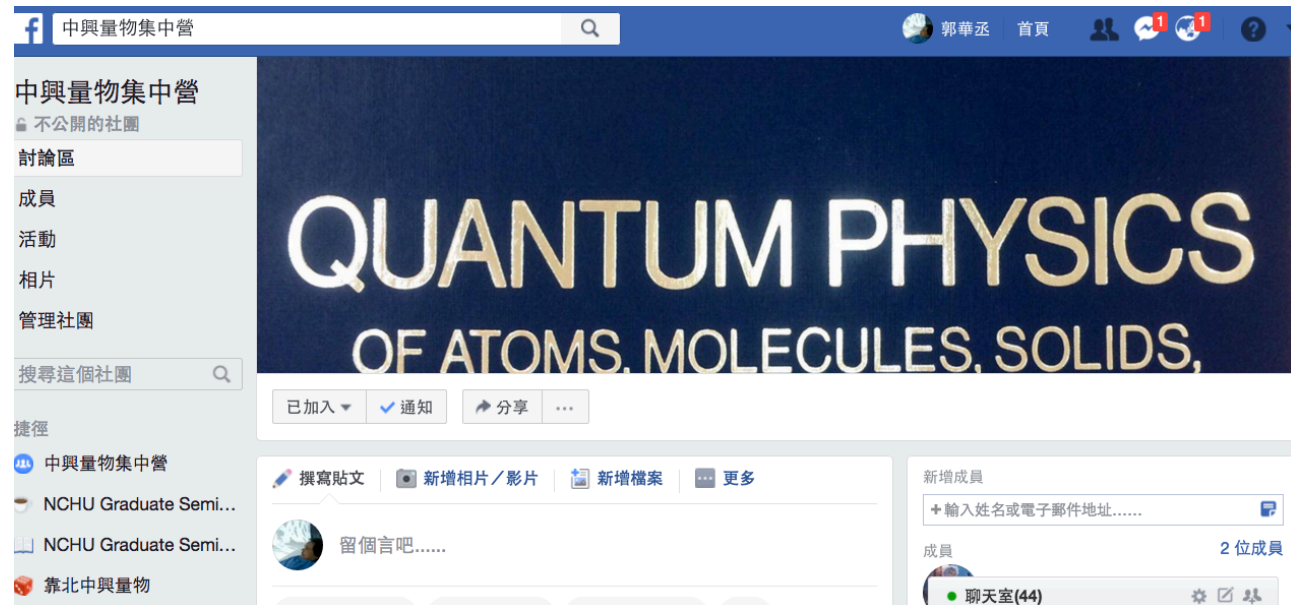 f 中興量物集中營 郭華丞 首頁 1 1 ?
中興量物集中營
不公開的社團
討論區
成員
活動
相片
管理社團
搜尋這個社團
捷徑
中興量物集中營
NCHU Graduate Semi...
NCHU Graduate Semi...
靠北中興量物
QUANTUM PHYSICS
OF ATOMS, MOLECULES, SOLIDS,
已加入 通知 分享 ...
撰寫貼文 新增相片／影片 新增檔案 更多
留個言吧......
新增成員
+輸入姓名或電子郵件地址......
成員 2 位成員
聊天室(44)